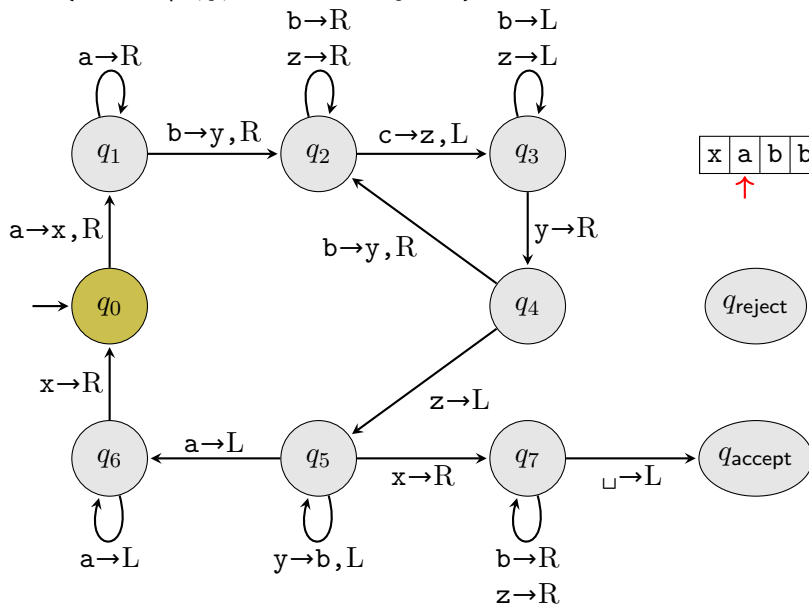 b→R b→L
a→R z→R z→L
q1 b→y,R q2 c→z,L q3 x a b b
a→x,R b→y,R y→R
q0 q4 qreject
x→R z→L
q6 a→L q5 x→R q7 ␣→L qaccept
a→L y→b,L b→R
z→R